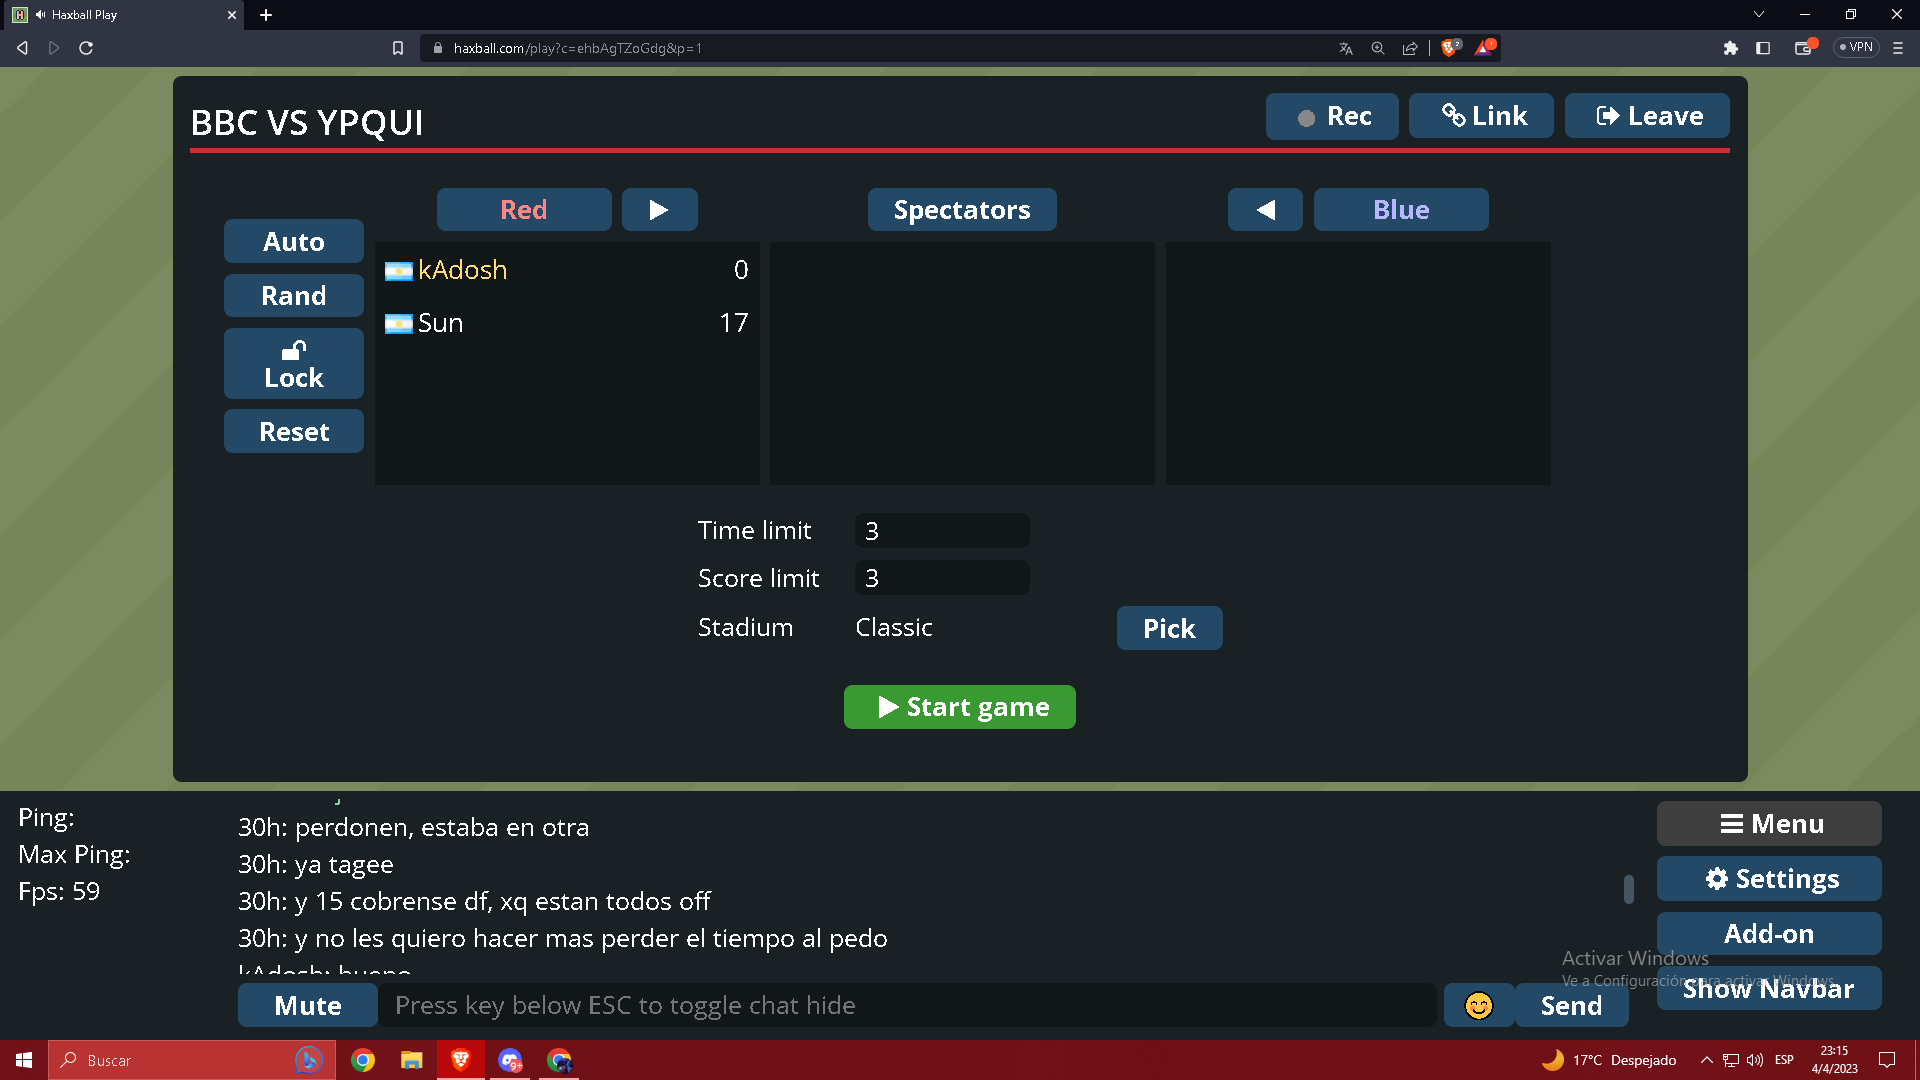 Haxball Play
haxball.com/play?c=ehbAgTZoGdg&p=1
VPN
BBC VS YPQUI
Rec
Link
Leave
Red
Spectators
Blue
Auto
Rand
Lock
Reset
kAdosh 0
Sun 17
Time limit 3
Score limit 3
Stadium Classic Pick
Start game
Ping:
Max Ping:
Fps: 59
30h: perdonen, estaba en otra
30h: ya tagee
30h: y 15 cobrense df, xq estan todos off
30h: y no les quiero hacer mas perder el tiempo al pedo
kAdosh: bueno
Mute
Press key below ESC to toggle chat hide
Send
Menu
Settings
Add-on
Show Navbar
Activar Windows
Ve a Configuración para activar Windows.
Buscar
9+
17°C Despejado
ESP
23:15
4/4/2023